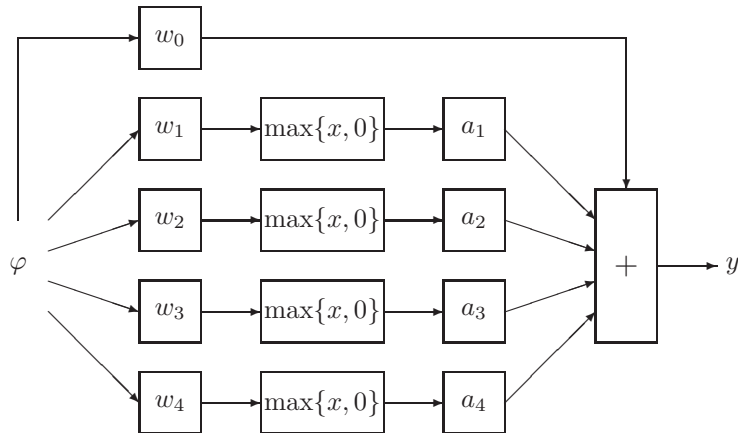 w₀
w₁ max{x, 0} a₁
w₂ max{x, 0} a₂
φ + y
w₃ max{x, 0} a₃
w₄ max{x, 0} a₄